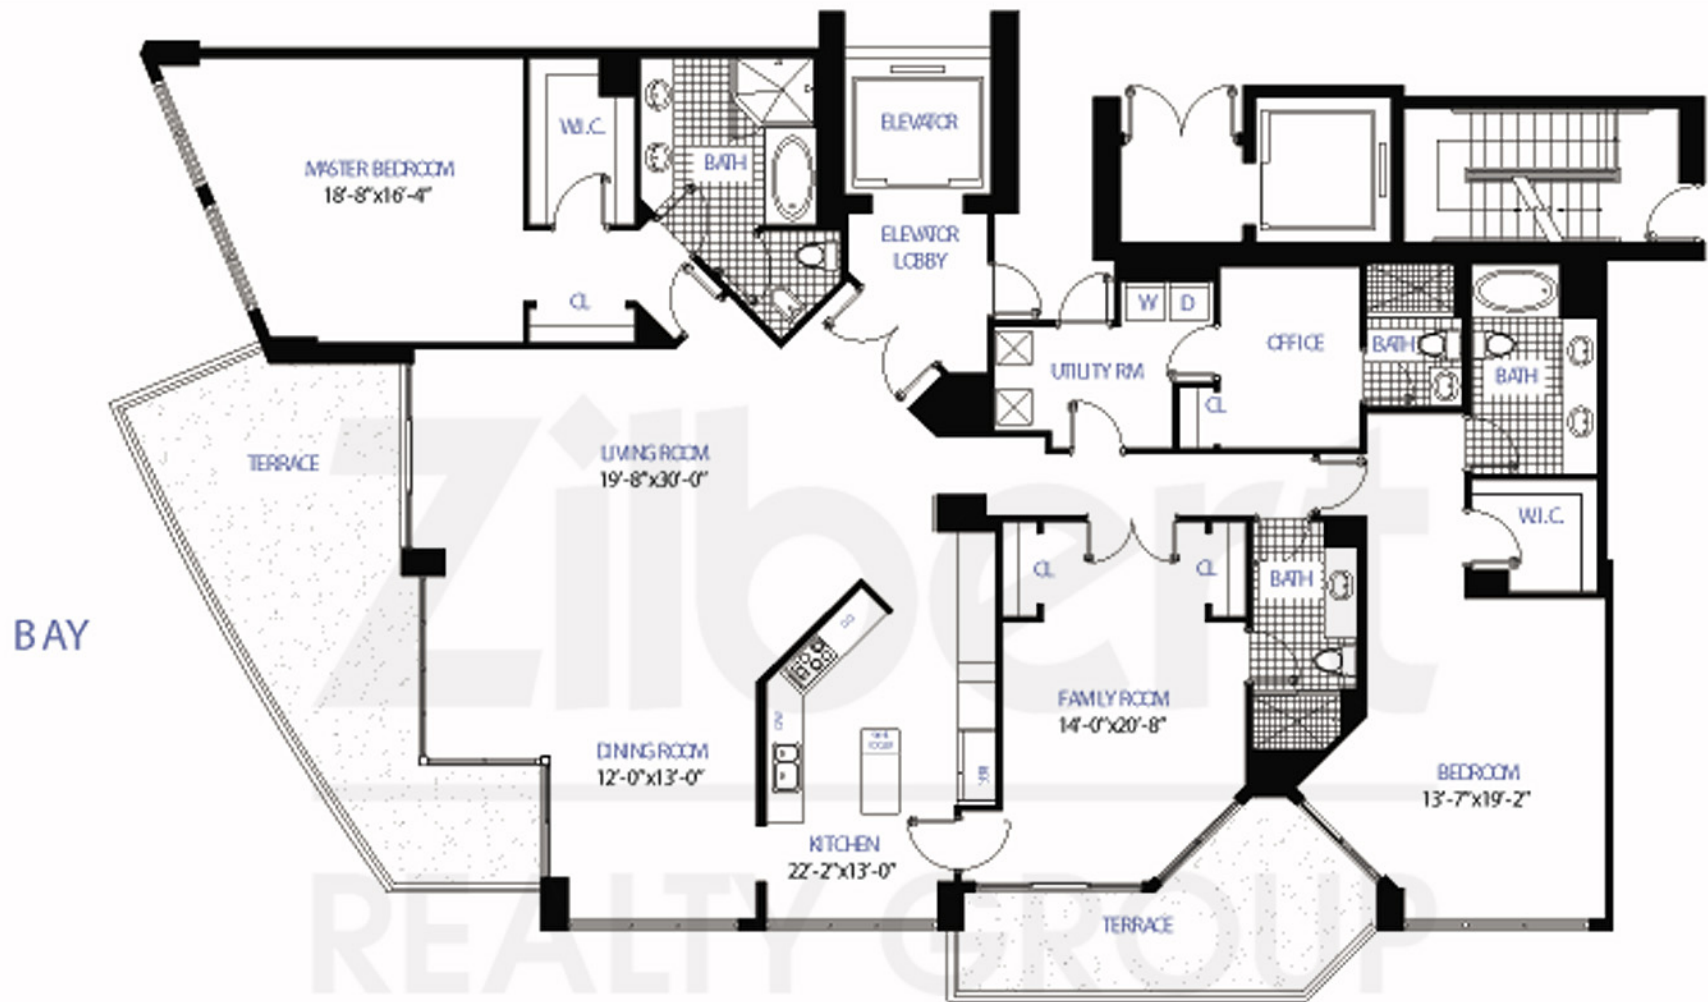 ELEVATOR
W.I.C.
MASTER BEDROOM
18'-8"x16'-4"
BATH
ELEVATOR
LOBBY
CL
W
D
OFFICE
BATH
BATH
UTILITY RM
CL
TERRACE
LIVING ROOM
19'-8"x30'-0"
W.I.C.
CL
CL
BATH
BAY
FAMILY ROOM
14'-0"x20'-8"
DINING ROOM
12'-0"x13'-0"
BEDROOM
13'-7"x19'-2"
KITCHEN
22'-2"x13'-0"
TERRACE
Zilbert
REALTY GROUP